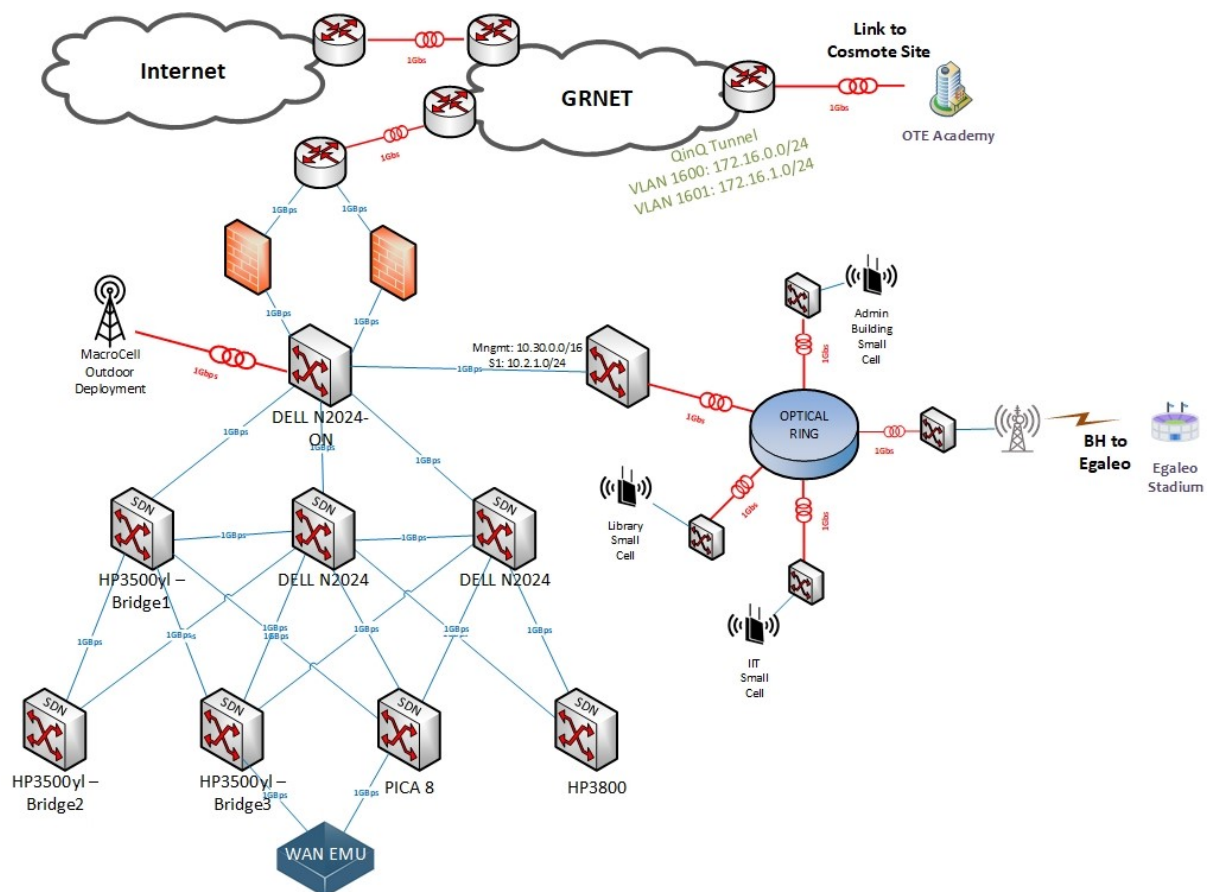 Internet
1Gbs
GRNET
Link to
Cosmote Site
1Gbs
OTE Academy
1Gbs
QinQ Tunnel
VLAN 1600: 172.16.0.0/24
VLAN 1601: 172.16.1.0/24
1GBps
1GBps
1GBps
1GBps
MacroCell
Outdoor
Deployment
1Gbps
DELL N2024-
ON
Mngmt: 10.30.0.0/16
S1: 10.2.1.0/24
1GBps
1Gbs
Admin
Building
Small
Cell
1Gbs
OPTICAL
RING
1Gbs
BH to
Egaleo
Egaleo
Stadium
1Gbs
Library
Small
Cell
1Gbs
IIT
Small
Cell
1GBps
1GBps
1GBps
SDN
HP3500yl –
Bridge1
1GBps
SDN
DELL N2024
1GBps
SDN
DELL N2024
1GBps
1GBps
1GBps
1GBps
1GBps
1GBps
SDN
HP3500yl –
Bridge2
SDN
HP3500yl –
Bridge3
SDN
PICA 8
SDN
HP3800
1GBps
1GBps
WAN EMU